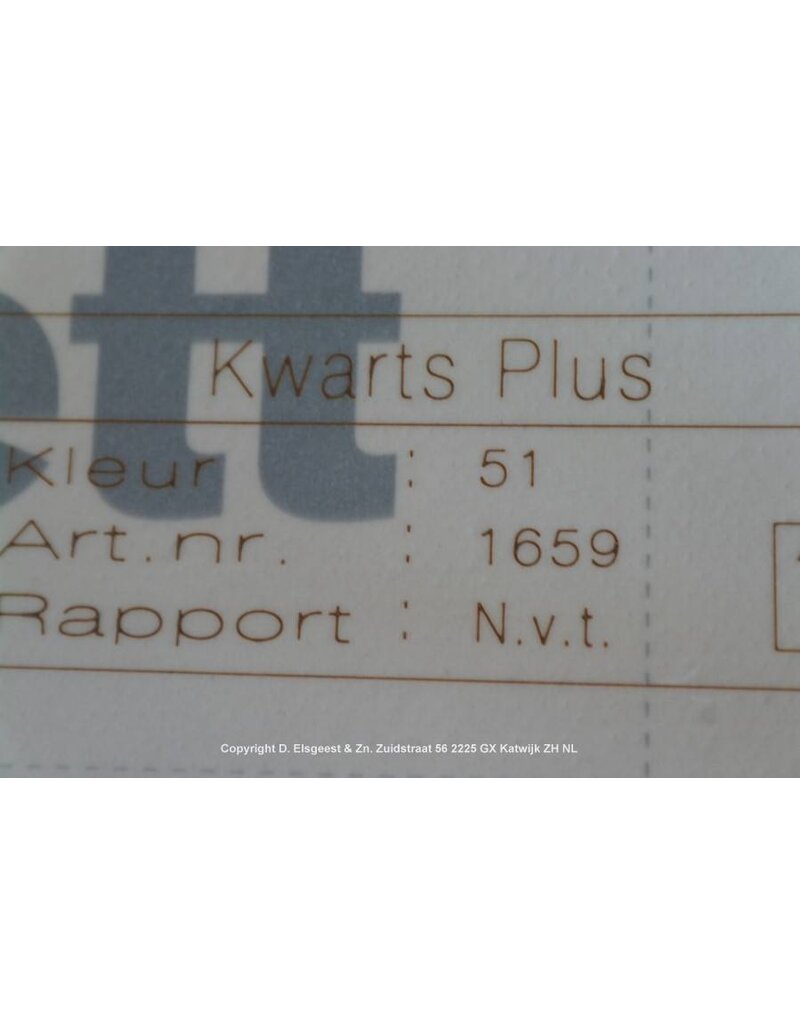 Kwarts Plus
Kleur : 51
Art.nr. : 1659
Rapport : N.v.t.
Copyright D. Elsgeest & Zn. Zuidstraat 56 2225 GX Katwijk ZH NL